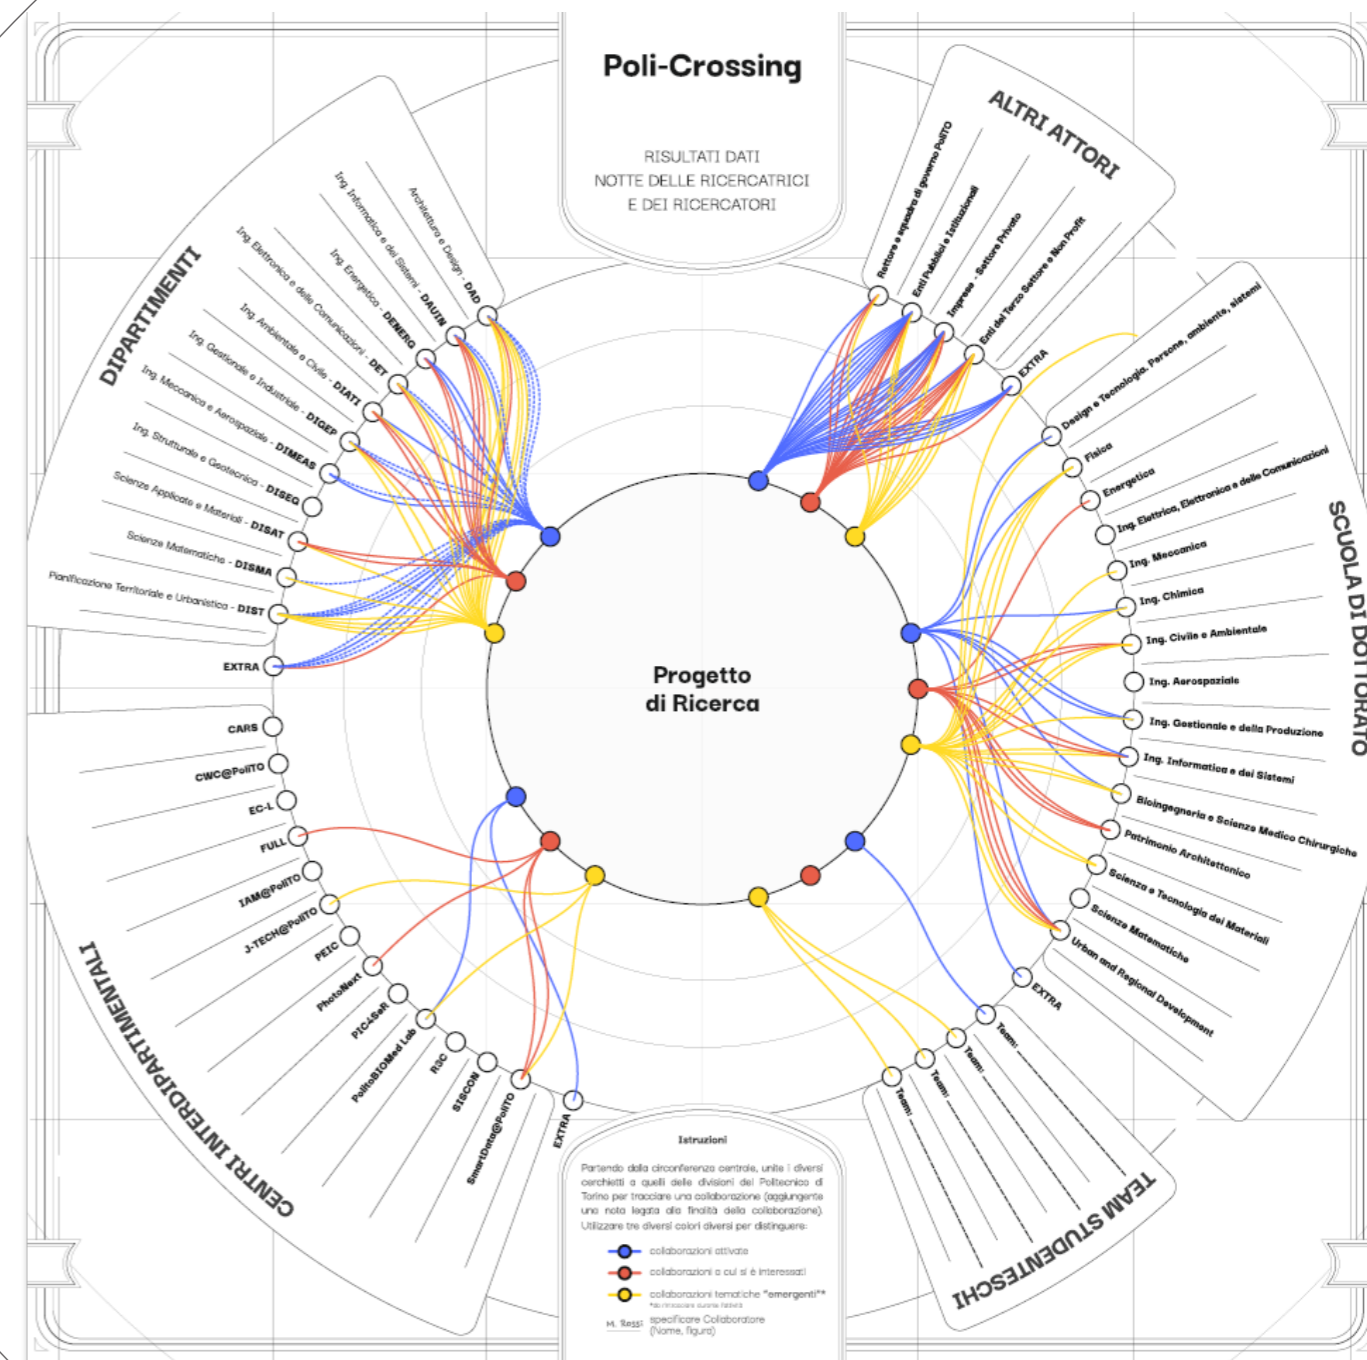 Poli-Crossing
RISULTATI DATI
NOTTE DELLE RICERCATRICI
E DEI RICERCATORI
ALTRI ATTORI
Rettore e squadra di governo PoliTO
Enti Pubblici e Istituzionali
Imprese - Settore Privato
Enti del Terzo Settore e Non Profit
EXTRA
SCUOLA DI DOTTORATO
Design e Tecnologia. Persone, ambiente, sistemi
Fisica
Energetica
Ing. Elettrica, Elettronica e delle Comunicazioni
Ing. Meccanica
Ing. Chimica
Ing. Civile e Ambientale
Ing. Aerospaziale
Ing. Gestionale e della Produzione
Ing. Informatica e dei Sistemi
Bioingegneria e Scienze Medico Chirurgiche
Patrimonio Architettonico
Scienza e Tecnologia dei Materiali
Scienze Matematiche
Urban and Regional Development
EXTRA
TEAM STUDENTESCHI
Team:
Team:
Team:
Team:
DIPARTIMENTI
Architettura e Design - DAD
Ing. Informatica e dei Sistemi - DAUIN
Ing. Energetica - DENERG
Ing. Elettronica e delle Comunicazioni - DET
Ing. Ambientale e Civile - DIATI
Ing. Gestionale e Industriale - DIGEP
Ing. Meccanica e Aerospaziale - DIMEAS
Ing. Strutturale e Geotecnica - DISEG
Scienze Applicate e Materiali - DISAT
Scienze Matematiche - DISMA
Pianificazione Territoriale e Urbanistica - DIST
EXTRA
CENTRI INTERDIPARTIMENTALI
CARS
CWC@PoliTO
EC-L
FULL
IAM@PoliTO
J-TECH@PoliTO
PEIC
PhotoNext
PIC4SeR
PolitoBIOMed Lab
R3C
SISCON
SmartData@PoliTO
EXTRA
Progetto
di Ricerca
Istruzioni
Partendo dalla circonferenza centrale, unite i diversi
cerchietti a quelli delle divisioni del Politecnico di
Torino per tracciare una collaborazione (aggiungente
una nota legata alla finalità della collaborazione).
Utilizzare tre diversi colori diversi per distinguere:
collaborazioni attivate
collaborazioni a cui si è interessati
collaborazioni tematiche "emergenti"*
*da rintracciare durante l'attività
M. Rossi specificare Collaboratore
(Nome, figura)